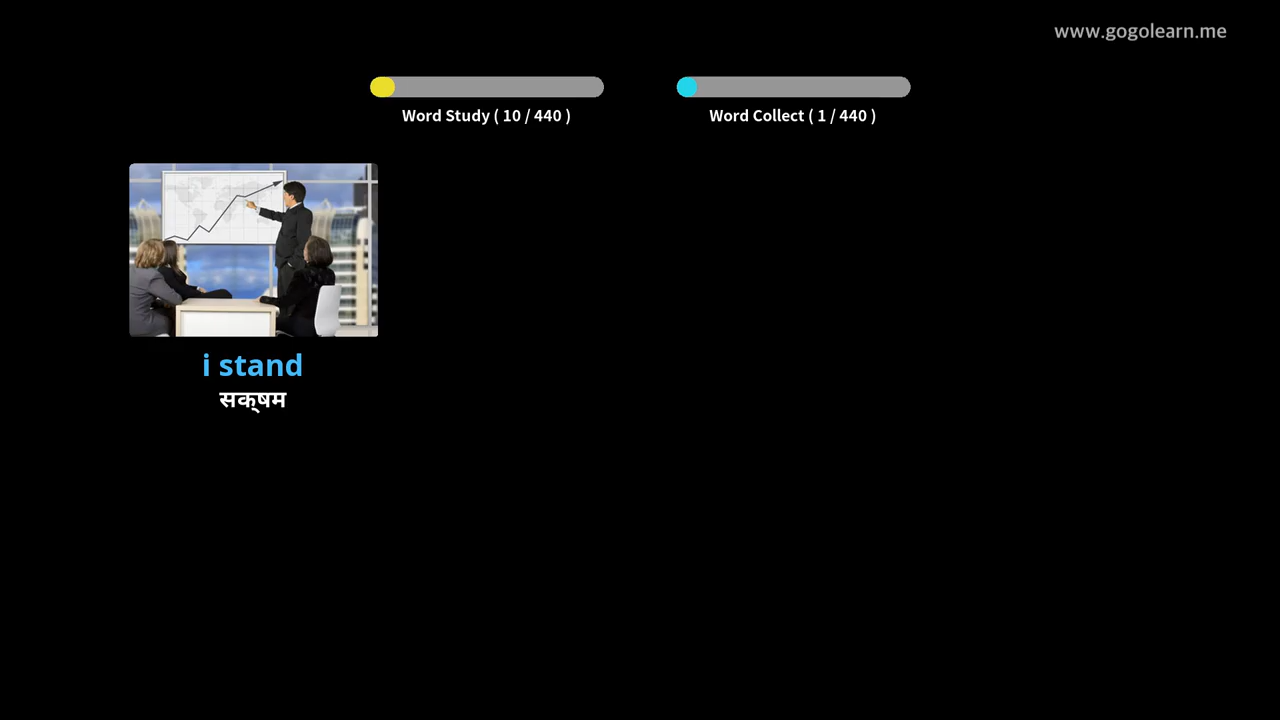 www.gogolearn.me
Word Study ( 10 / 440 )
Word Collect ( 1 / 440 )
i stand
सक्षम